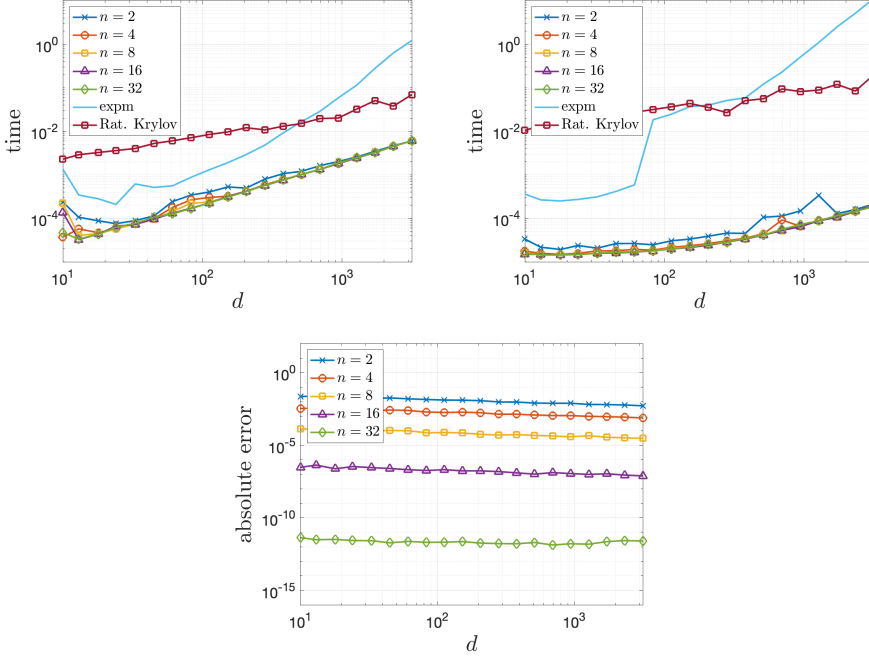 10^0
10^-2
10^-4
time
n = 2
n = 4
n = 8
n = 16
n = 32
expm
Rat. Krylov
10^1
10^2
10^3
d
10^0
10^-2
10^-4
time
n = 2
n = 4
n = 8
n = 16
n = 32
expm
Rat. Krylov
10^1
10^2
10^3
d
10^0
10^-5
10^-10
10^-15
absolute error
n = 2
n = 4
n = 8
n = 16
n = 32
10^1
10^2
10^3
d